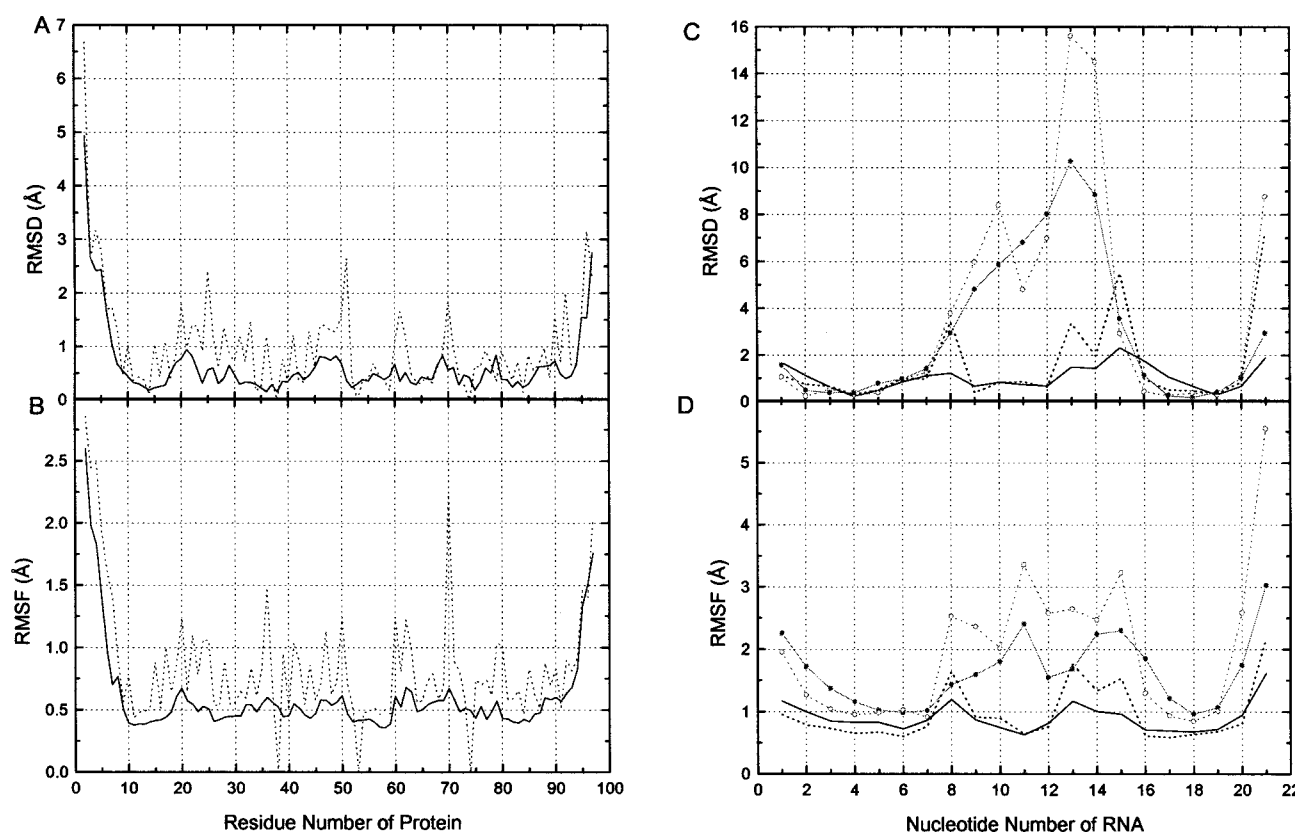 A
7
6
5
4
3
2
1
0
RMSD (Å)
B
2.5
2.0
1.5
1.0
0.5
0.0
RMSF (Å)
0 10 20 30 40 50 60 70 80 90 100
Residue Number of Protein
C
16
14
12
10
8
6
4
2
0
RMSD (Å)
D
5
4
3
2
1
0
RMSF (Å)
0 2 4 6 8 10 12 14 16 18 20 22
Nucleotide Number of RNA